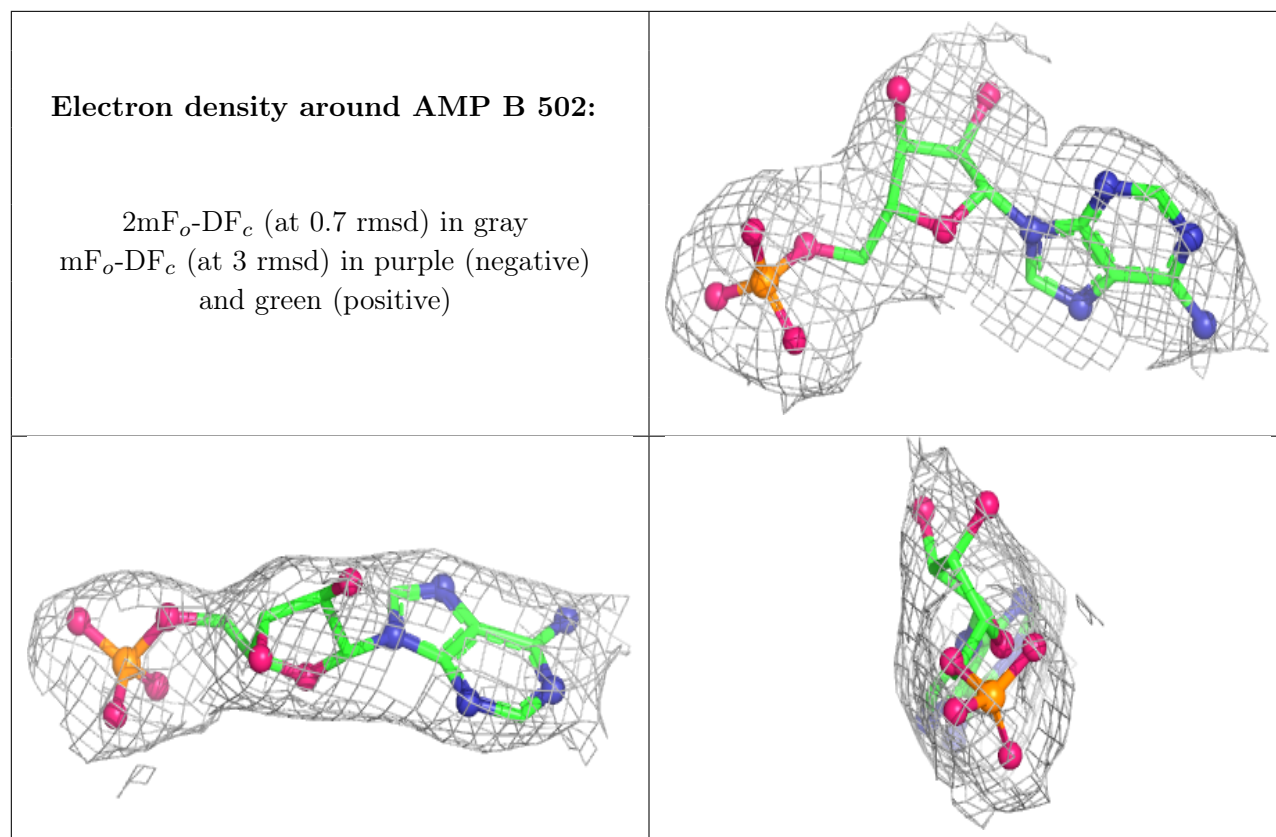 Electron density around AMP B 502:
2mFo-DFc (at 0.7 rmsd) in gray
mFo-DFc (at 3 rmsd) in purple (negative)
and green (positive)